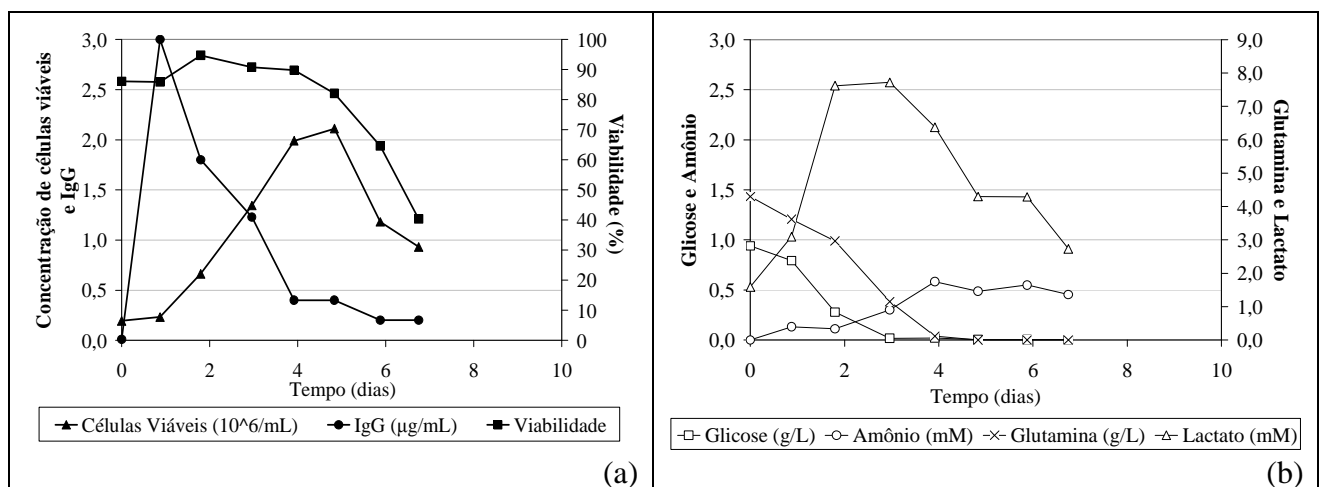 Concentração de células viáveis
e IgG
3,0
2,5
2,0
1,5
1,0
0,5
0,0
100
90
80
70
60
50
40
30
20
10
0
Viabilidade (%)
0 2 4 6 8 10
Tempo (dias)
Células Viáveis (10^6/mL) IgG (µg/mL) Viabilidade
(a)
Glicose e Amônio
3,0
2,5
2,0
1,5
1,0
0,5
0,0
9,0
8,0
7,0
6,0
5,0
4,0
3,0
2,0
1,0
0,0
Glutamina e Lactato
0 2 4 6 8 10
Tempo (dias)
Glicose (g/L) Amônio (mM) Glutamina (g/L) Lactato (mM)
(b)